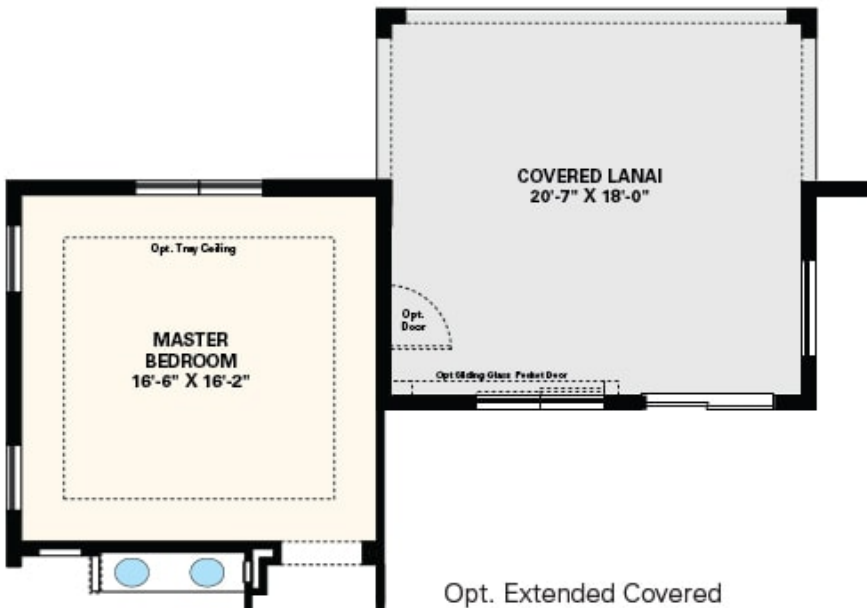 COVERED LANAI
20'-7" X 18'-0"
Opt. Tray Ceiling
Opt.
Door
MASTER
BEDROOM
16'-6" X 16'-2"
Opt Sliding Glass Pocket Door
Opt. Extended Covered